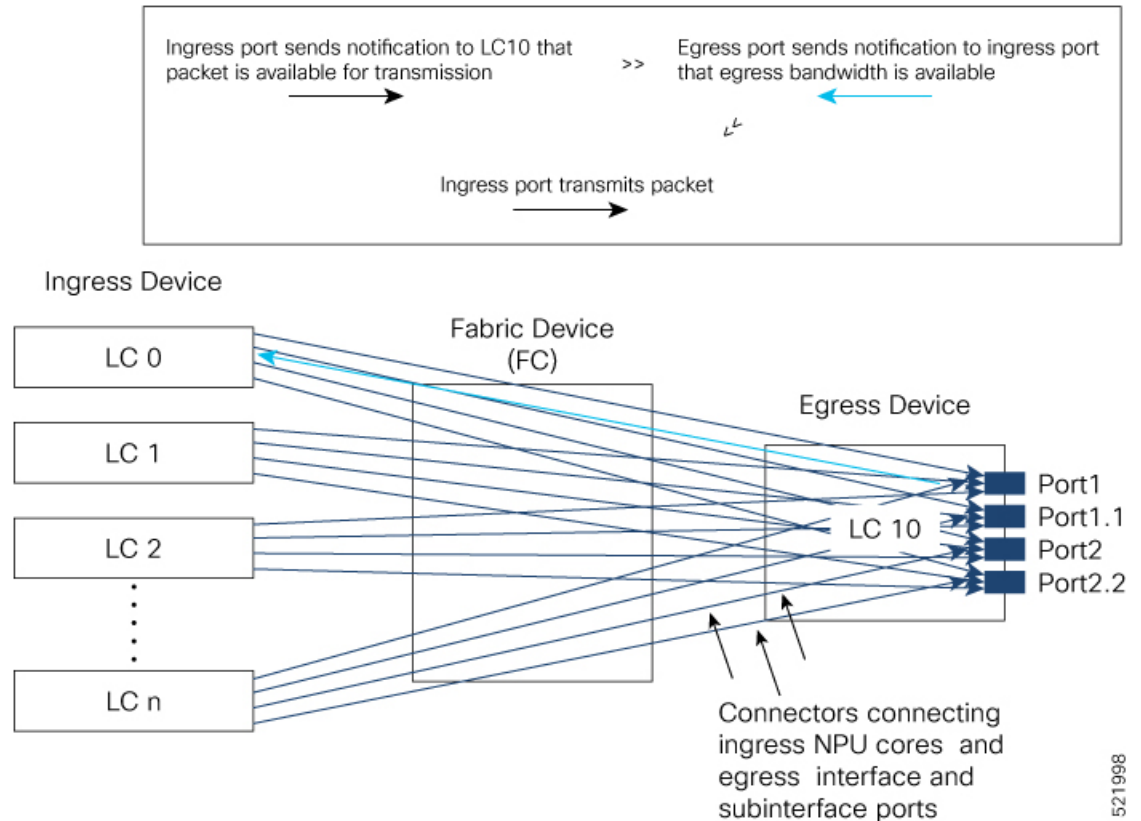 Ingress port sends notification to LC10 that
packet is available for transmission
>>
Egress port sends notification to ingress port
that egress bandwidth is available
>>
Ingress port transmits packet
Ingress Device
LC 0
LC 1
LC 2
LC n
Fabric Device
(FC)
Egress Device
LC 10
Port1
Port1.1
Port2
Port2.2
Connectors connecting
ingress NPU cores and
egress interface and
subinterface ports
521998